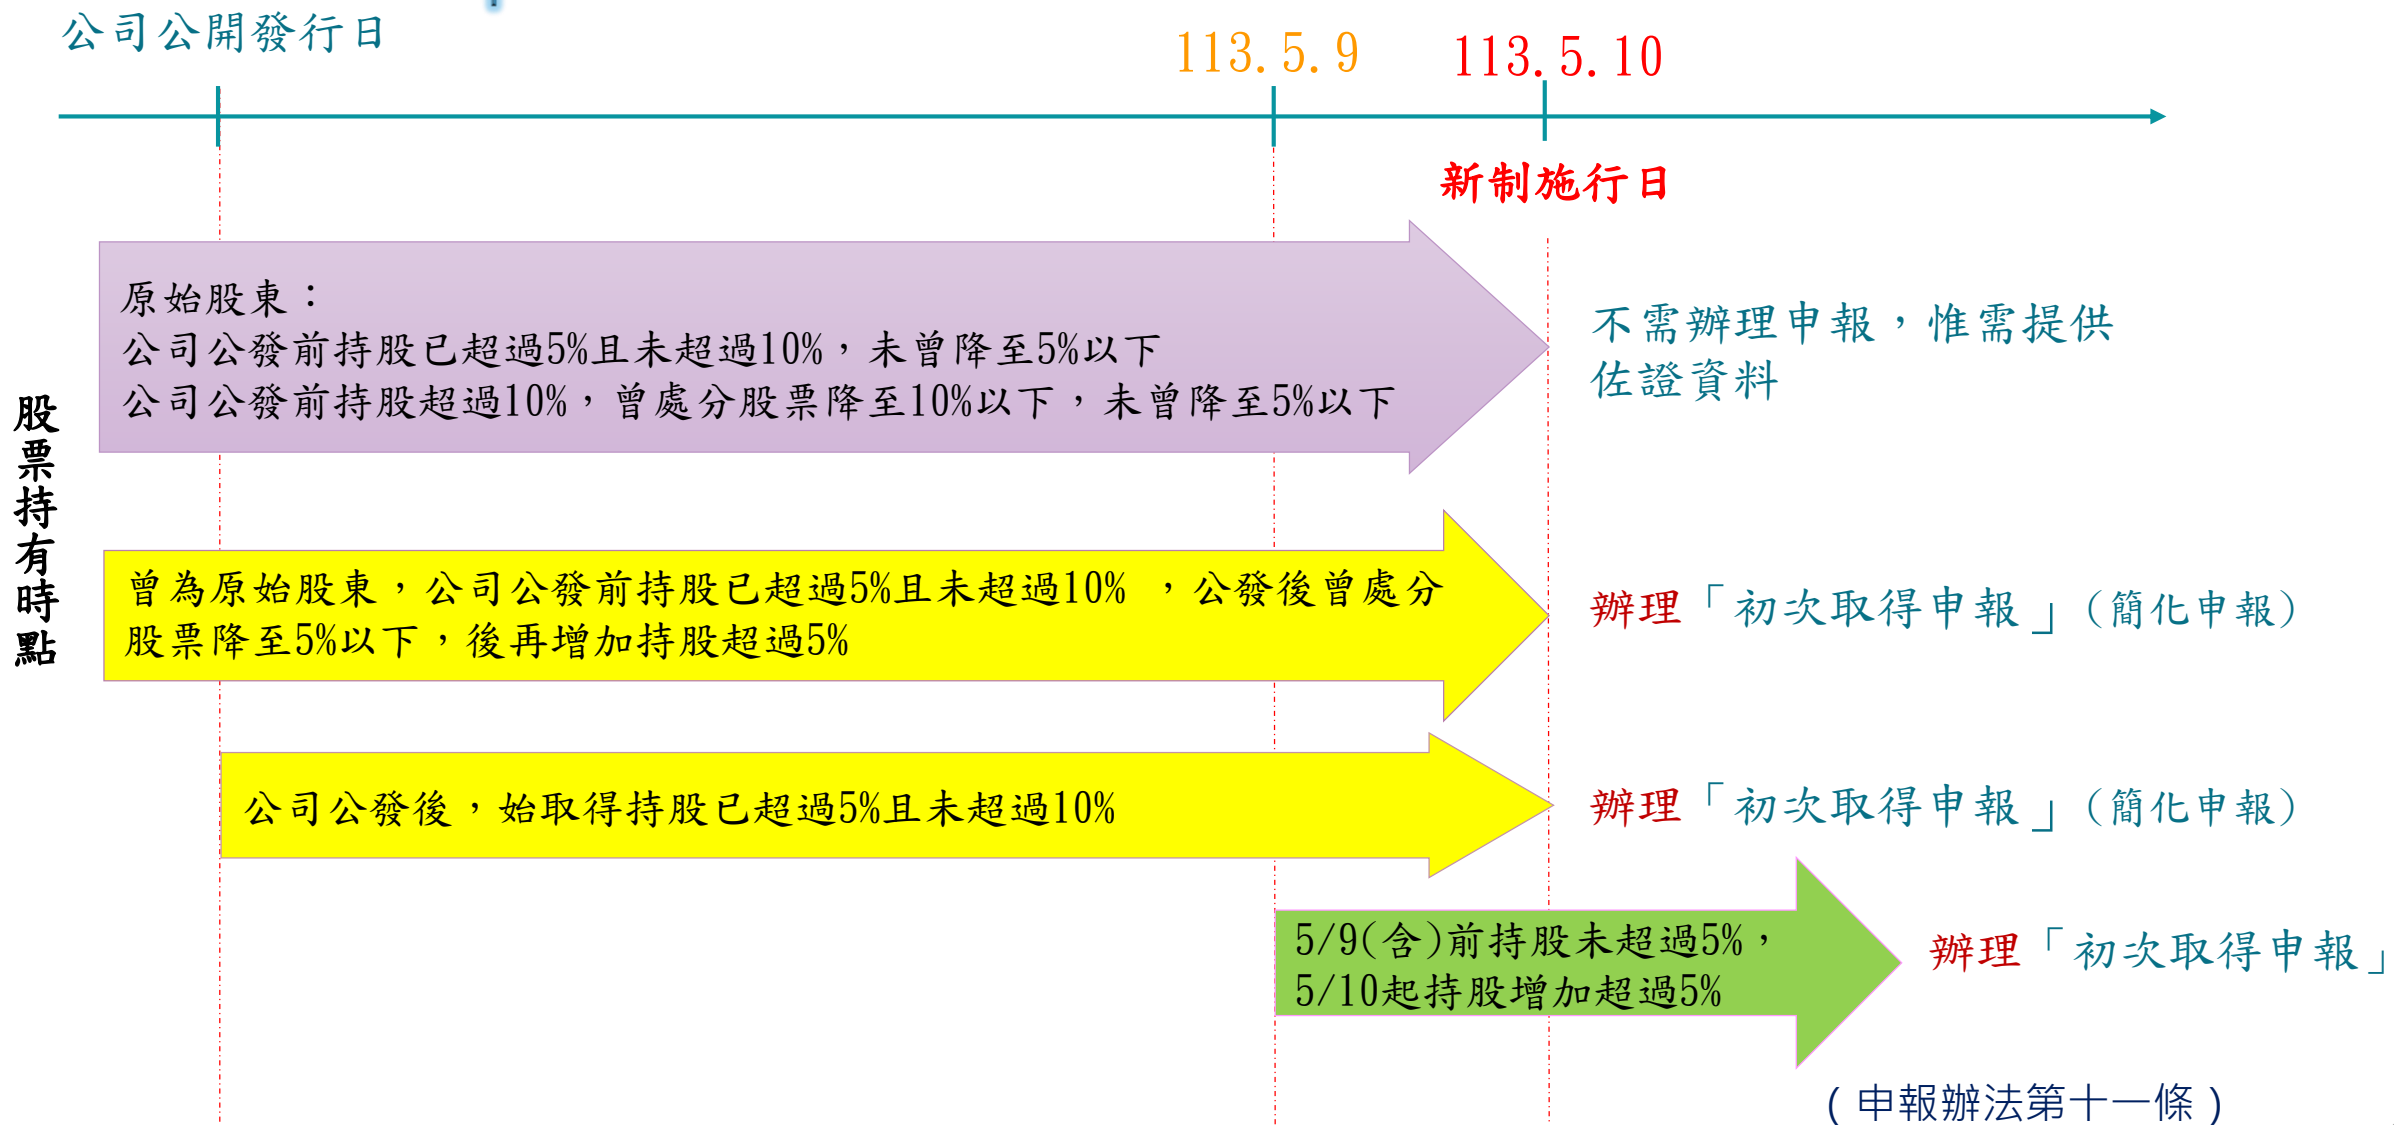 公司公開發行日
113.5.9
113.5.10
新制施行日
股票持有時點
原始股東：
公司公發前持股已超過5%且未超過10%，未曾降至5%以下
公司公發前持股超過10%，曾處分股票降至10%以下，未曾降至5%以下
不需辦理申報，惟需提供
佐證資料
曾為原始股東，公司公發前持股已超過5%且未超過10% ，公發後曾處分
股票降至5%以下，後再增加持股超過5%
辦理「初次取得申報」(簡化申報)
公司公發後，始取得持股已超過5%且未超過10%
辦理「初次取得申報」(簡化申報)
5/9(含)前持股未超過5%，
5/10起持股增加超過5%
辦理「初次取得申報」
（申報辦法第十一條）